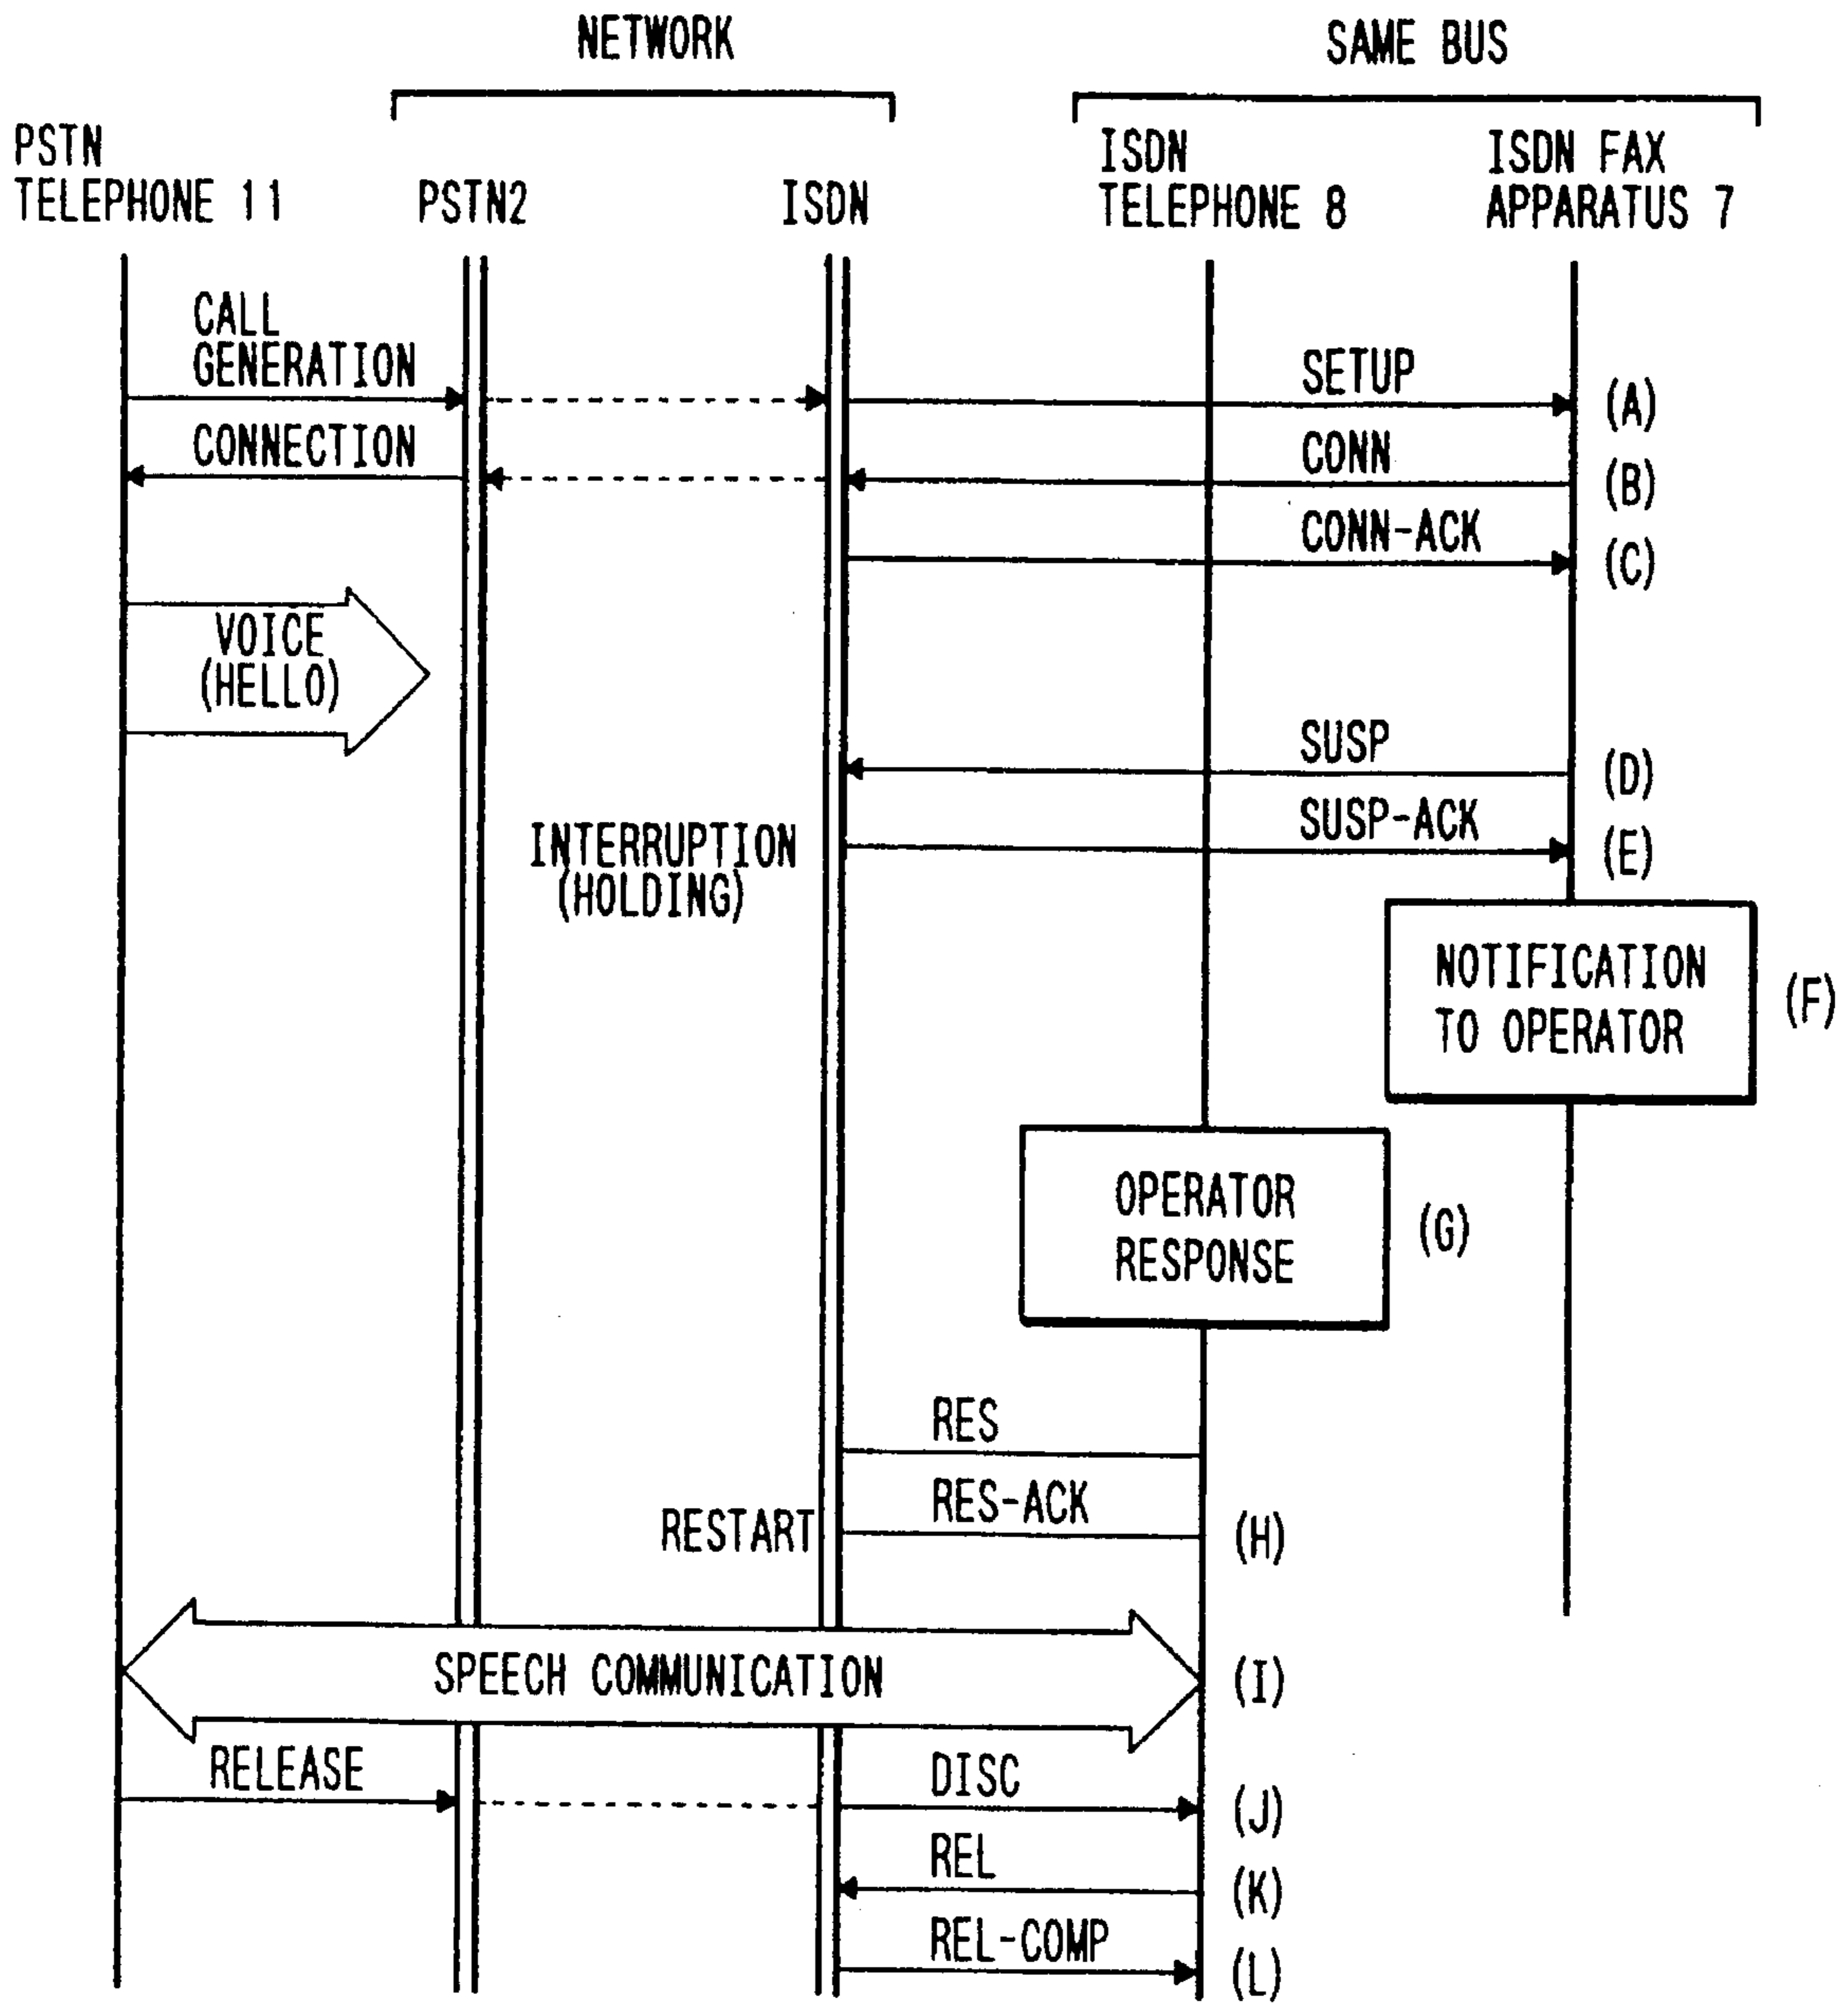 NETWORK
SAME BUS
PSTN
TELEPHONE 11
PSTN2
ISDN
ISDN
TELEPHONE 8
ISDN FAX
APPARATUS 7
CALL
GENERATION
SETUP
(A)
CONNECTION
CONN
(B)
CONN-ACK
(C)
VOICE
(HELLO)
SUSP
(D)
INTERRUPTION
(HOLDING)
SUSP-ACK
(E)
NOTIFICATION
TO OPERATOR
(F)
OPERATOR
RESPONSE
(G)
RES
RESTART
RES-ACK
(H)
SPEECH COMMUNICATION
(I)
RELEASE
DISC
(J)
REL
(K)
REL-COMP
(L)